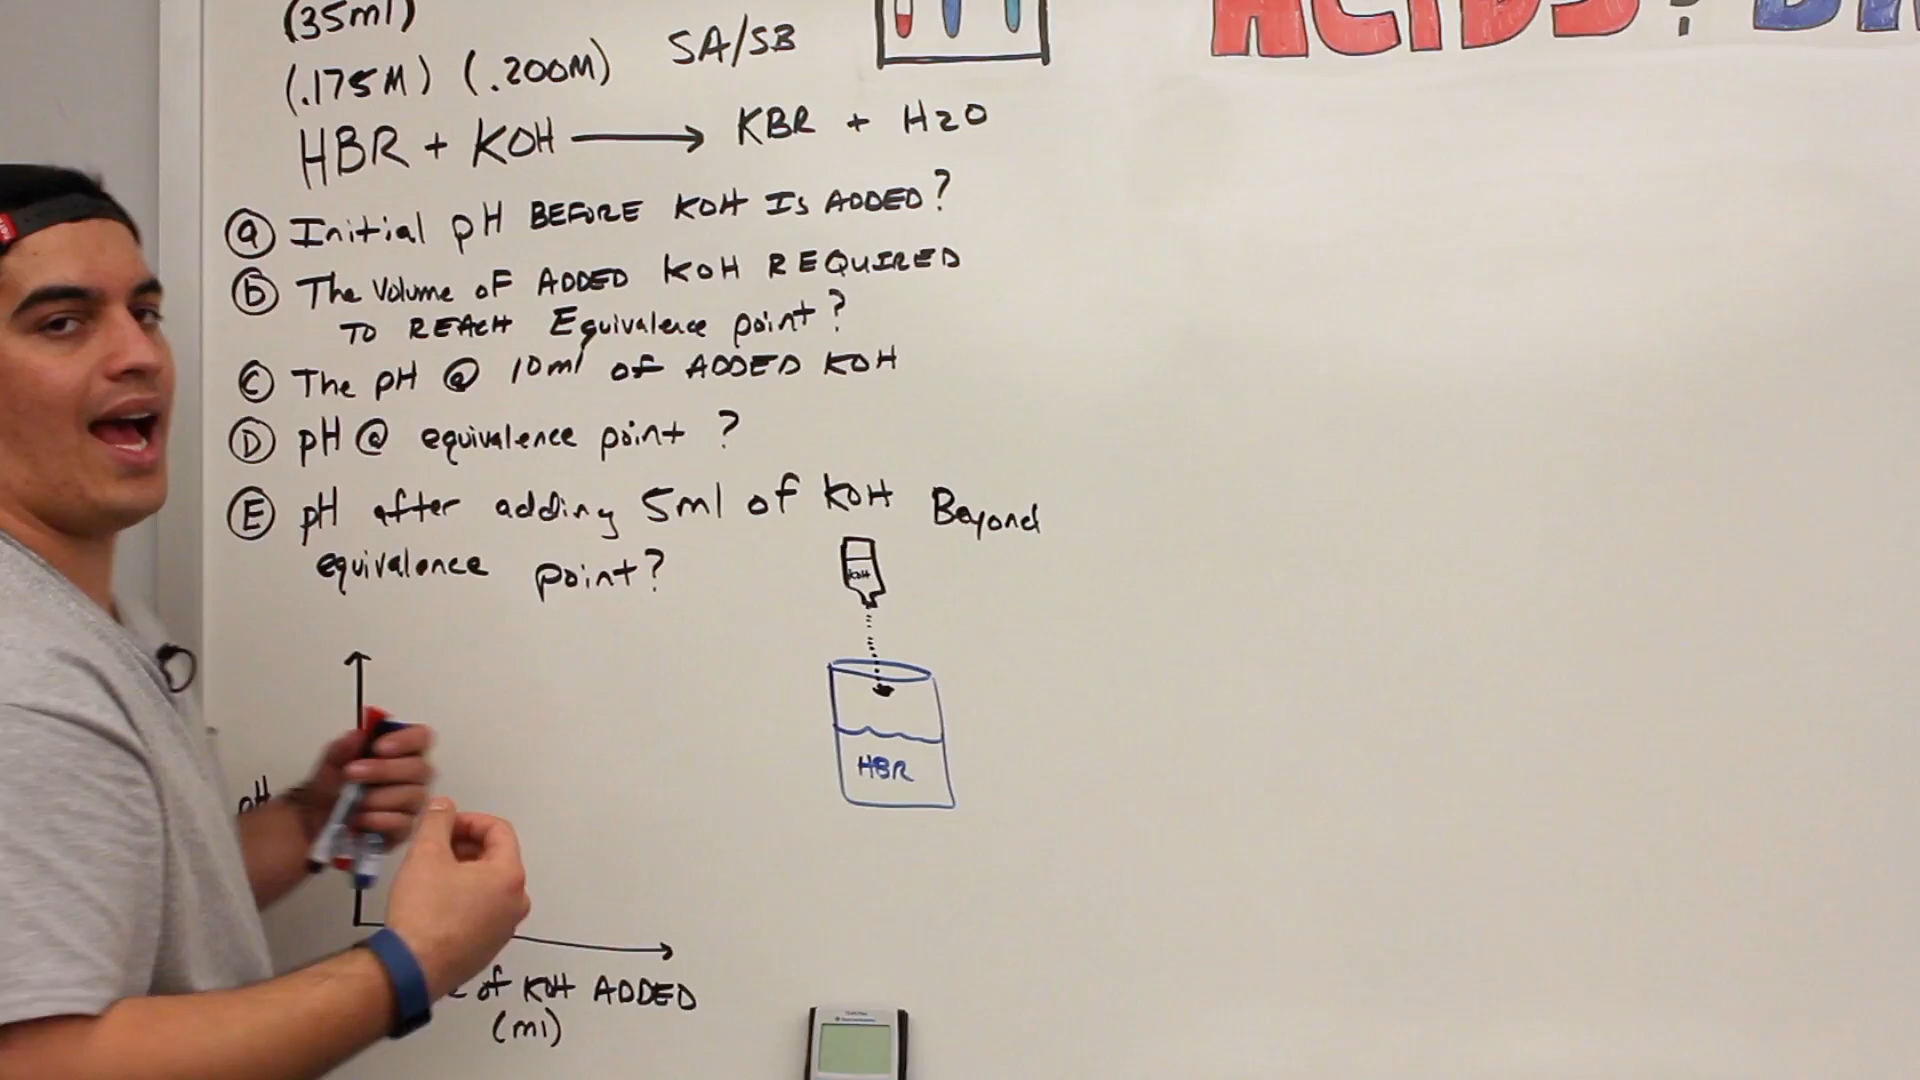 (35ml)
(.175M) (.200M) SA/SB
HBR + KOH → KBR + H2O
ⓐ Initial pH BEFORE KOH Is ADDED?
ⓑ The Volume oF ADDED KOH REQUIRED
TO REACH Equivalence point?
Ⓒ The pH @ 10ml of ADDED KOH
Ⓓ pH @ equivalence point ?
Ⓔ pH after adding 5ml of KOH Beyond
equivalence point?
KOH
HBR
pH
of KOH ADDED
(ml)